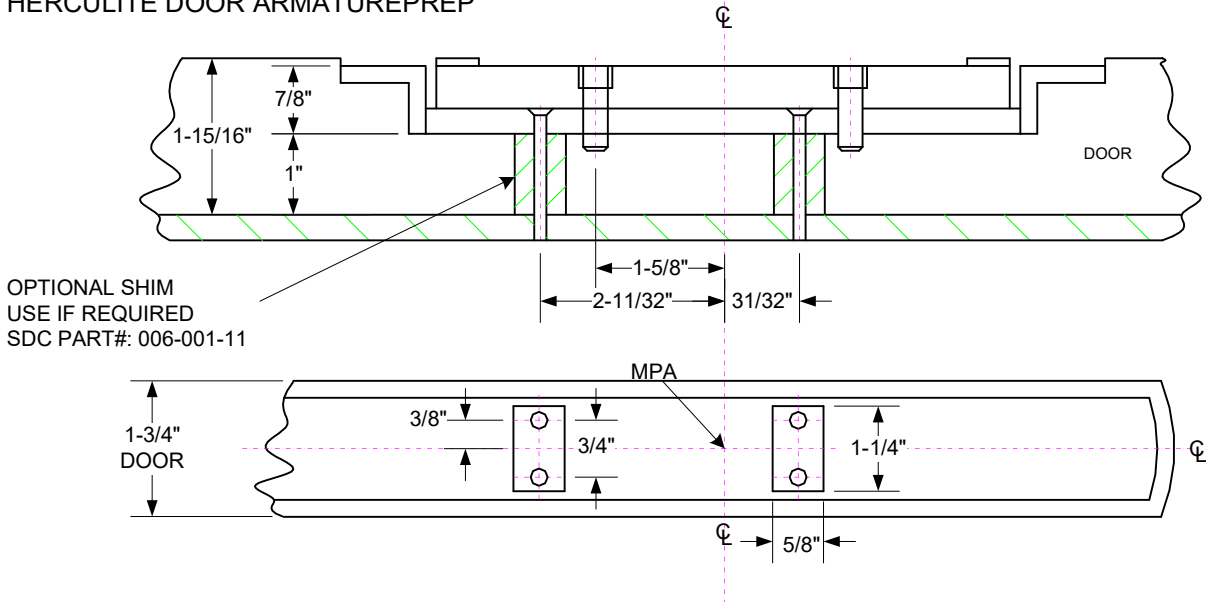 HERCULITE DOOR ARMATUREPREP
℄
7/8"
1-15/16"
1"
DOOR
OPTIONAL SHIM
USE IF REQUIRED
SDC PART#: 006-001-11
1-5/8"
2-11/32"
31/32"
MPA
3/8"
1-3/4"
DOOR
3/4"
1-1/4"
℄
℄
5/8"